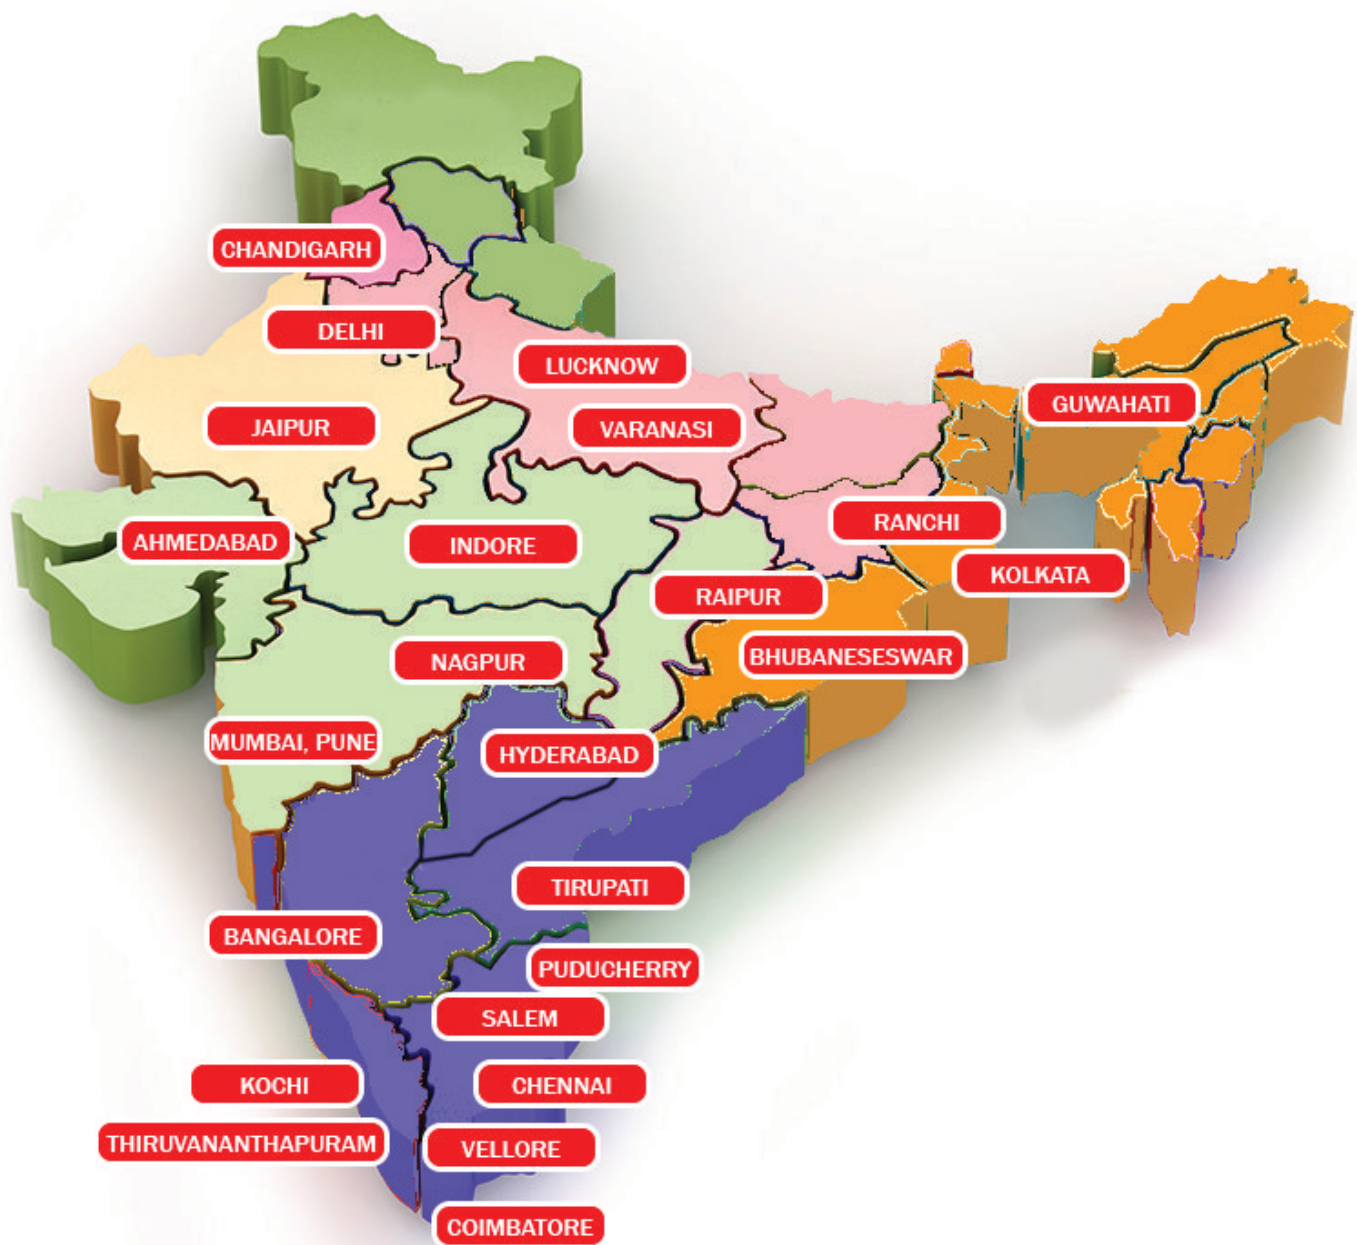 CHANDIGARH
DELHI
LUCKNOW
GUWAHATI
JAIPUR
VARANASI
RANCHI
AHMEDABAD
INDORE
KOLKATA
RAIPUR
BHUBANESESWAR
NAGPUR
MUMBAI, PUNE
HYDERABAD
TIRUPATI
BANGALORE
PUDUCHERRY
SALEM
KOCHI
CHENNAI
THIRUVANANTHAPURAM
VELLORE
COIMBATORE